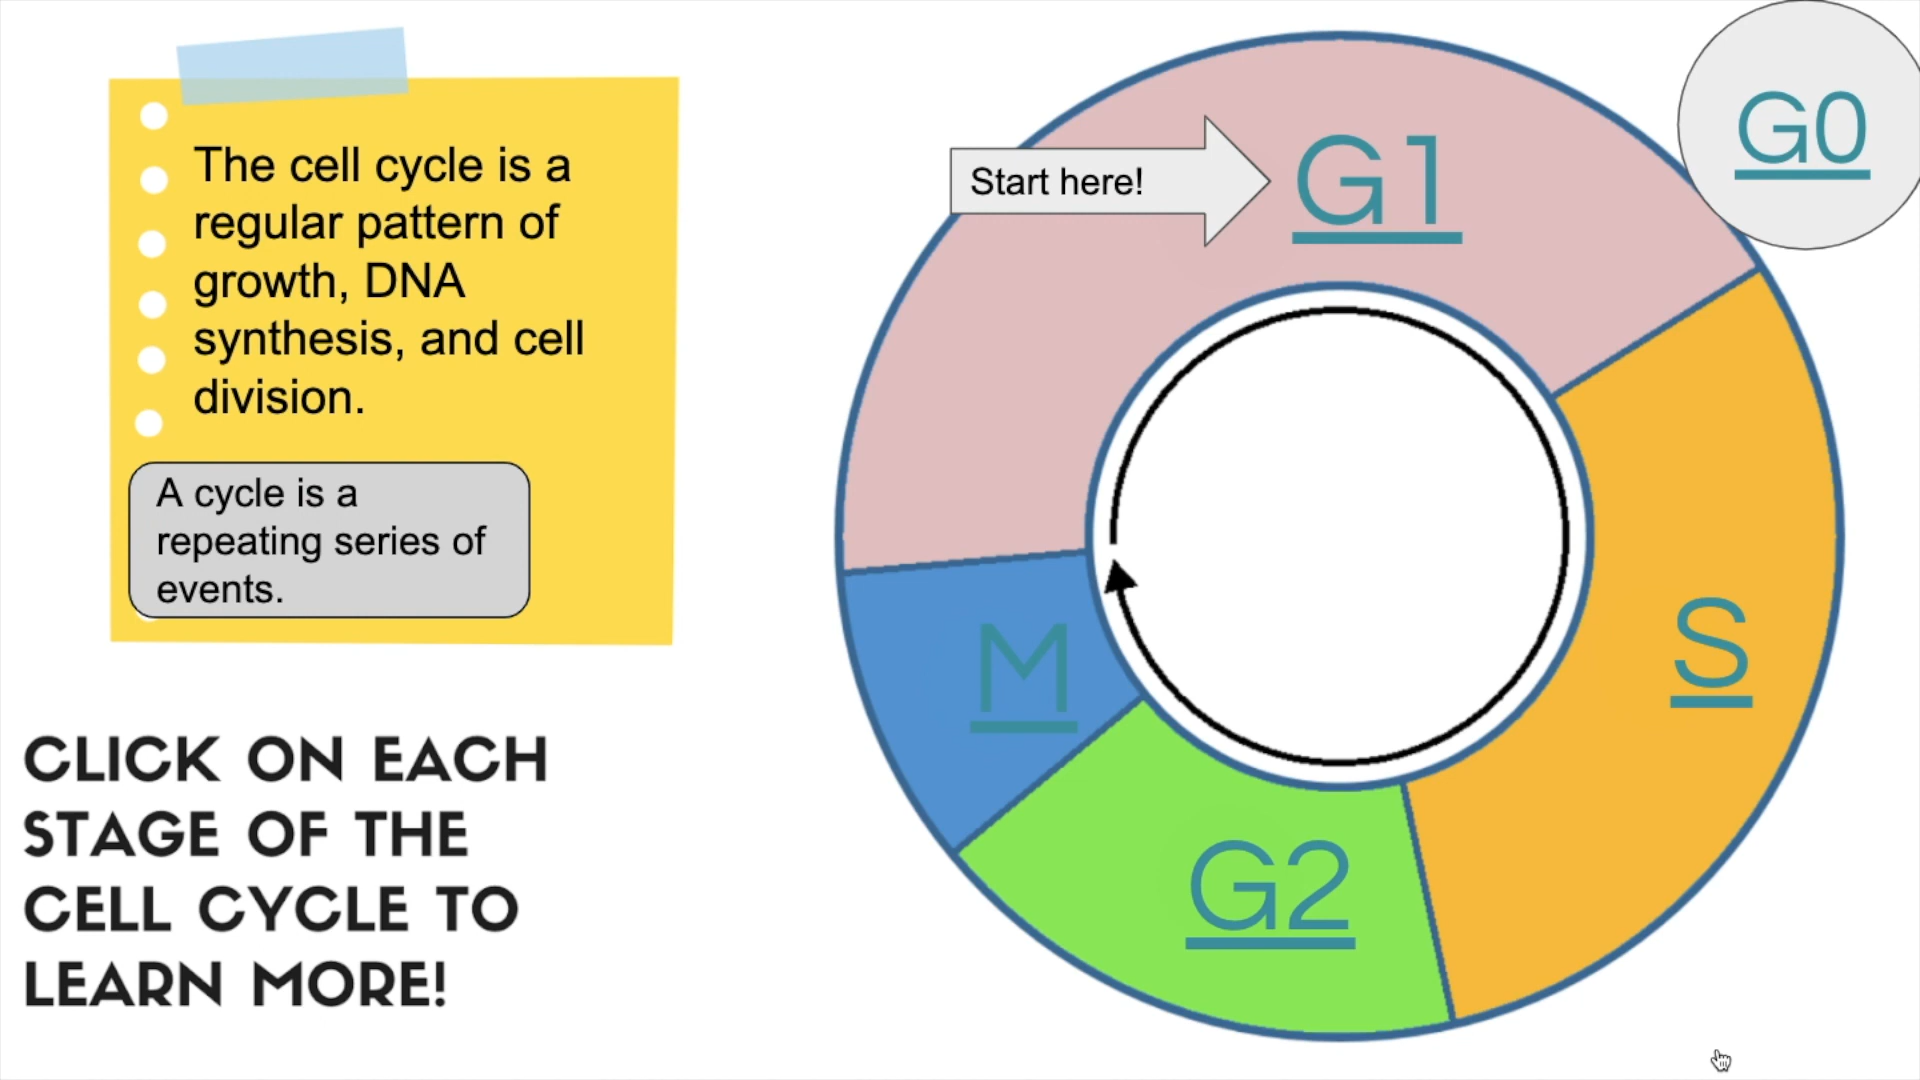 The cell cycle is a
regular pattern of
growth, DNA
synthesis, and cell
division.
A cycle is a
repeating series of
events.
CLICK ON EACH
STAGE OF THE
CELL CYCLE TO
LEARN MORE!
Start here!
G1
G0
S
M
G2